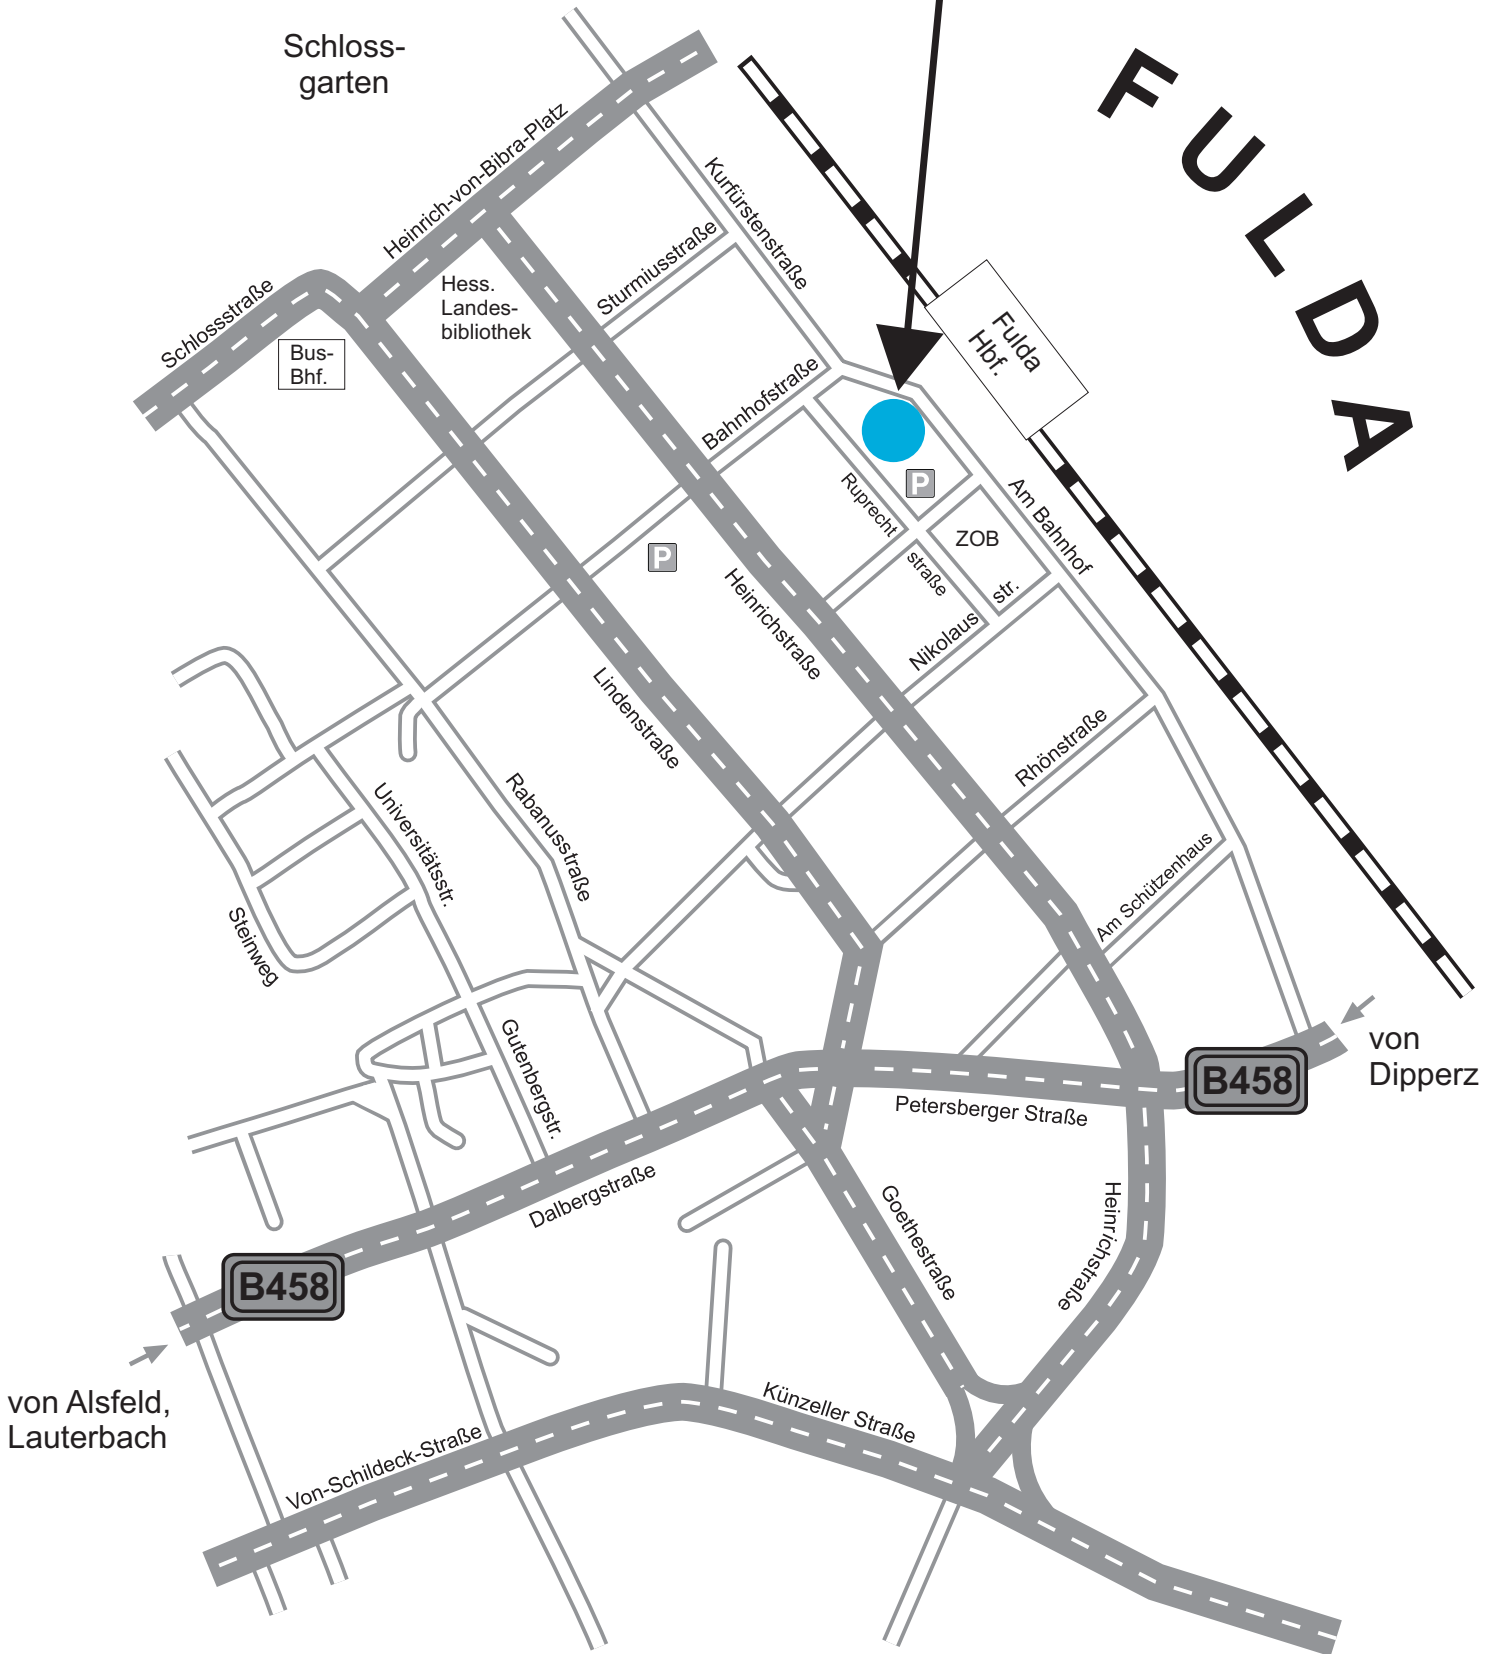 Schloss-
garten
FULDA
Heinrich-von-Bibra-Platz
Kurfürstenstraße
Sturmiusstraße
Schlossstraße
Hess.
Landes-
bibliothek
Bus-
Bhf.
Fulda
Hbf.
Bahnhofstraße
P
Ruprecht
straße
Am Bahnhof
ZOB
P
str.
Nikolaus
Heinrichstraße
Lindenstraße
Rhönstraße
Rabanusstraße
Universitätsstr.
Am Schützenhaus
Steinweg
Gutenbergstr.
von
Dipperz
B458
Petersberger Straße
Dalbergstraße
Goethestraße
Heinrichstraße
B458
von Alsfeld,
Lauterbach
Künzeller Straße
Von-Schildeck-Straße